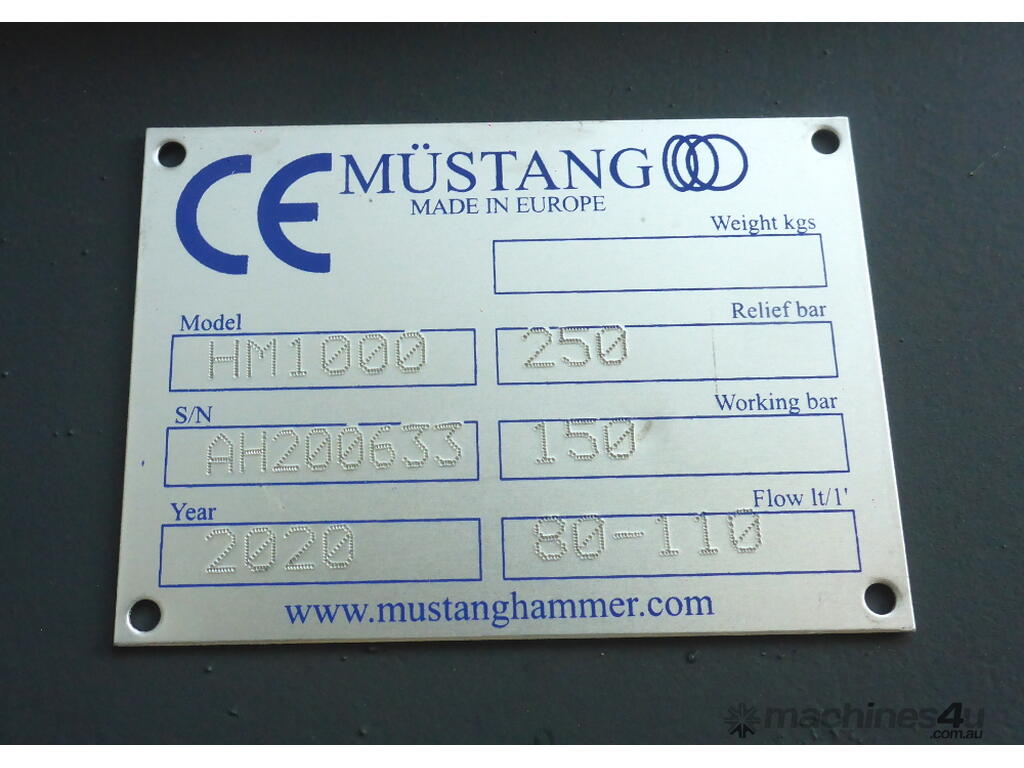 CE MÜSTANG
MADE IN EUROPE
Weight kgs
Model
HM1000
Relief bar
250
S/N
AH200633
Working bar
150
Year
2020
Flow lt/1'
80-110
www.mustanghammer.com
machines4u
.com.au